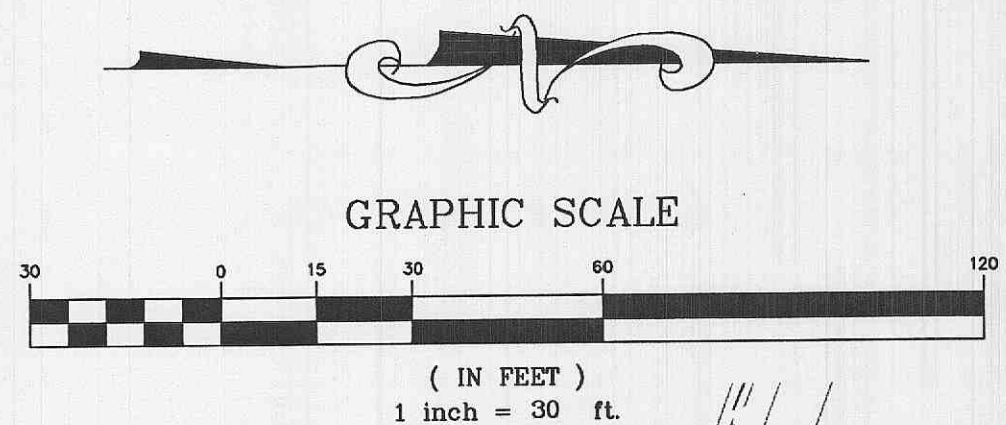 GRAPHIC SCALE
30 0 15 30 60 120
( IN FEET )
1 inch = 30 ft.